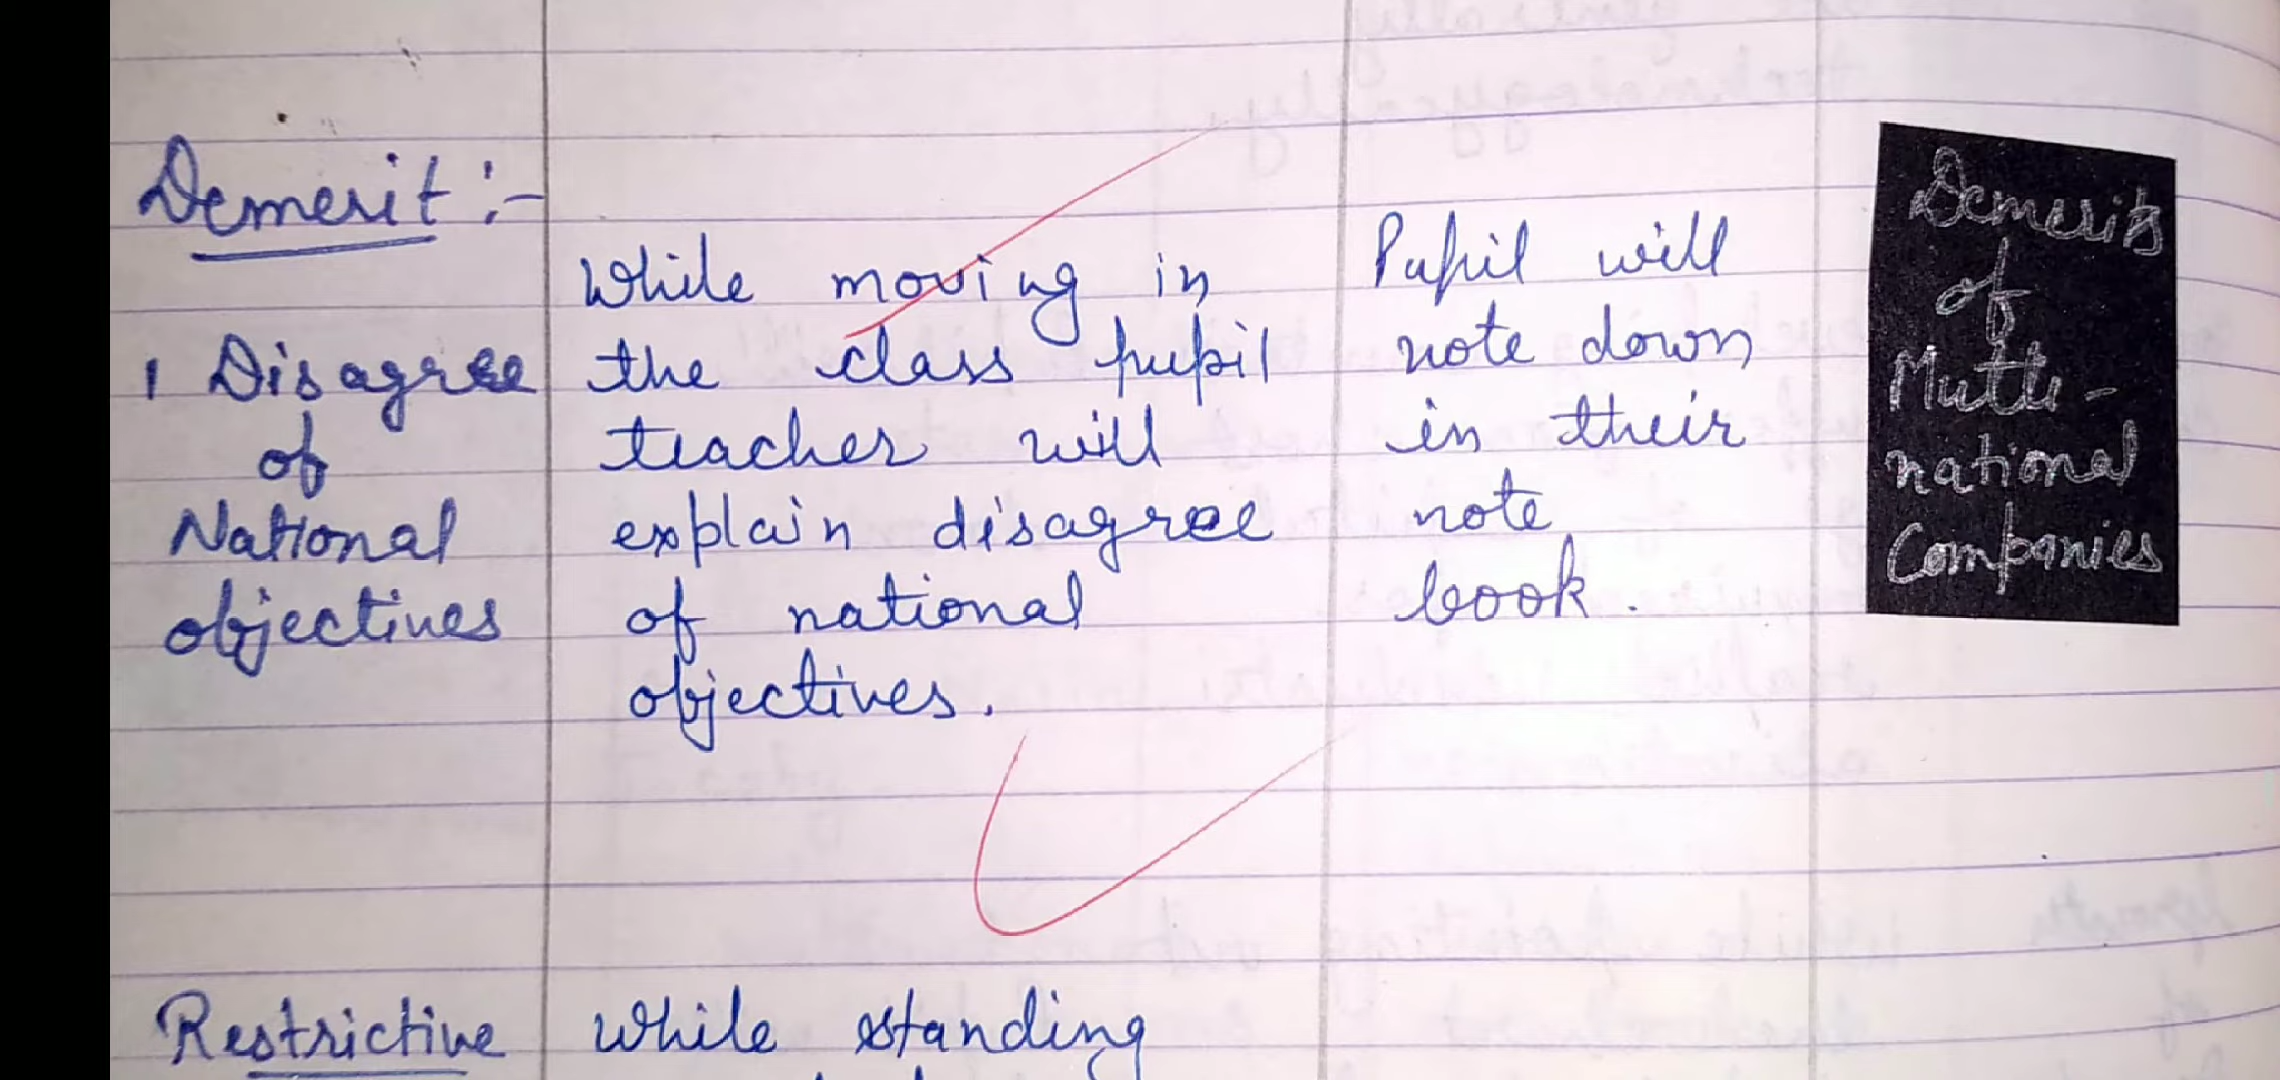 Demerit :-
1 Disagree
of
National
objectives
While moving in
the class pupil
teacher will
explain disagree
of national
objectives.
Pupil will
note down
in their
note
book.
Demerits
of
Multi-
national
Companies
Restrictive
While standing